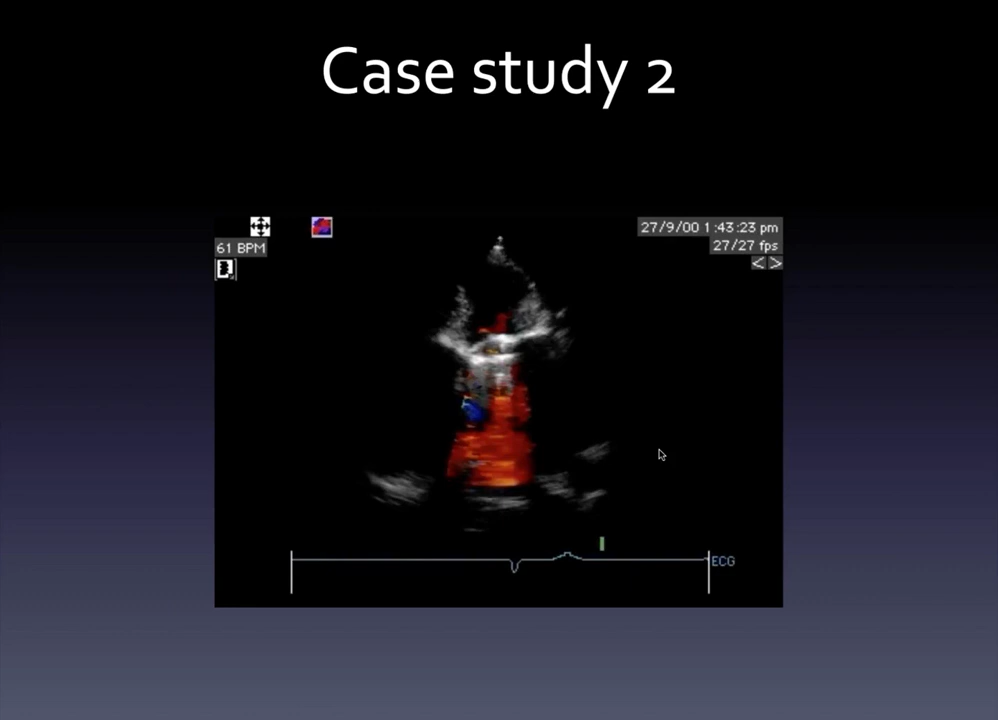 Case study 2
27/9/00 1:43:23 pm
61 BPM
27/27 fps
< >
ECG